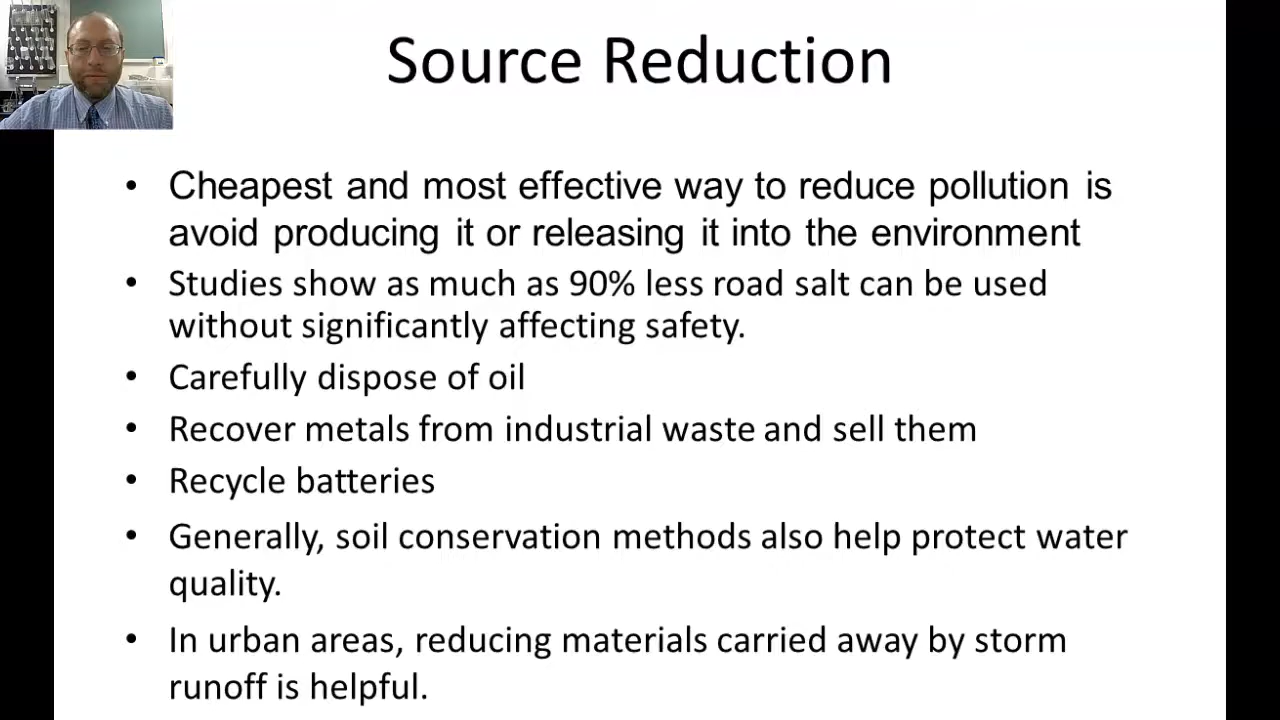 Source Reduction
• Cheapest and most effective way to reduce pollution is
avoid producing it or releasing it into the environment
• Studies show as much as 90% less road salt can be used
without significantly affecting safety.
• Carefully dispose of oil
• Recover metals from industrial waste and sell them
• Recycle batteries
• Generally, soil conservation methods also help protect water
quality.
• In urban areas, reducing materials carried away by storm
runoff is helpful.